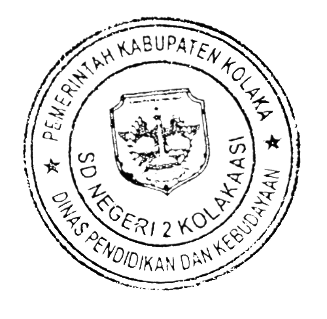 PEMERINTAH KABUPATEN KOLAKA
SD NEGERI 2 KOLAKAASI
DINAS PENDIDIKAN DAN KEBUDAYAAN